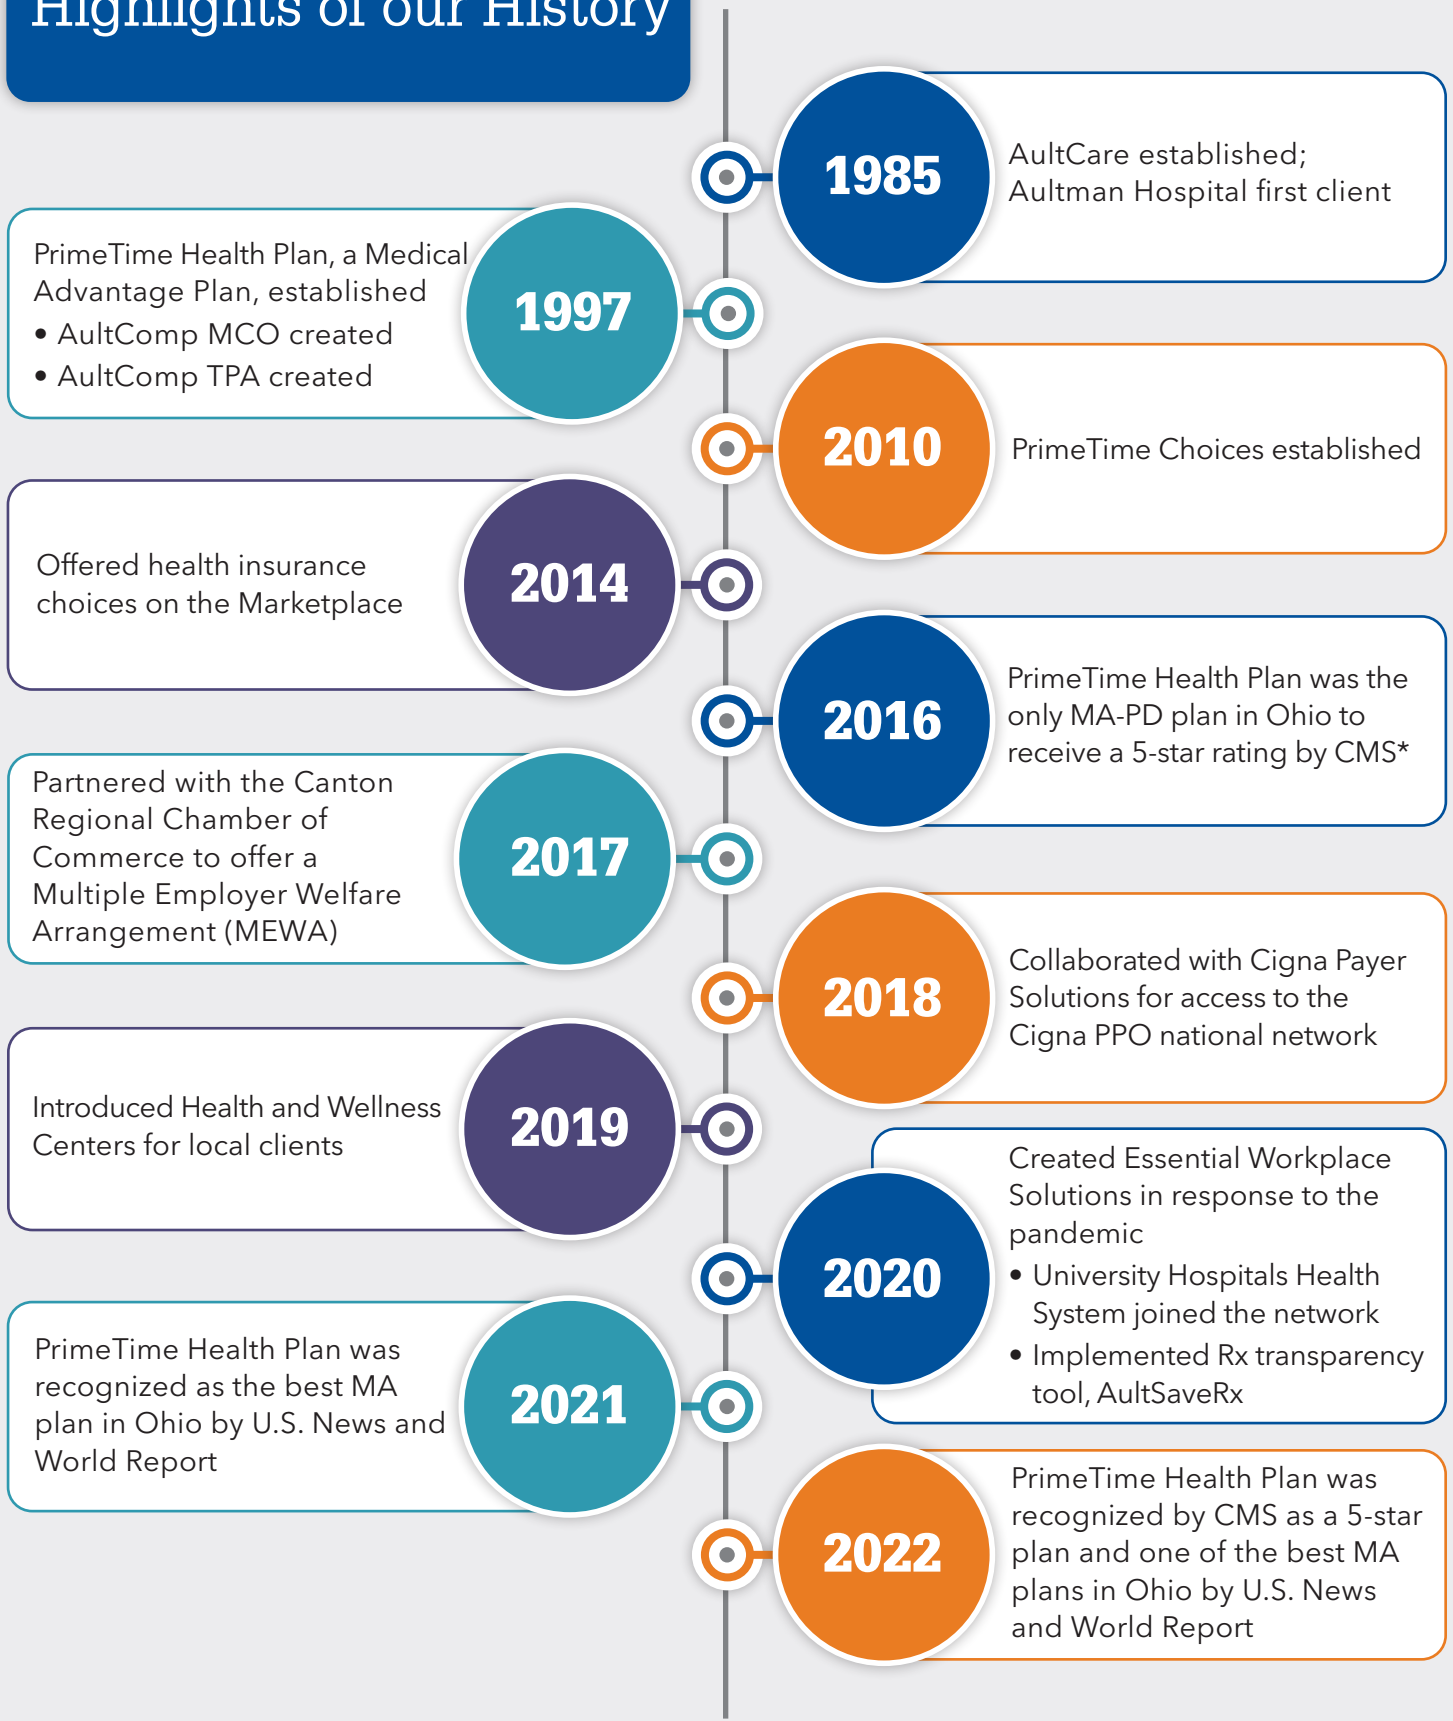 Highlights of our History
1985
AultCare established;
Aultman Hospital first client
PrimeTime Health Plan, a Medical
Advantage Plan, established
• AultComp MCO created
• AultComp TPA created
1997
2010
PrimeTime Choices established
Offered health insurance
choices on the Marketplace
2014
2016
PrimeTime Health Plan was the
only MA-PD plan in Ohio to
receive a 5-star rating by CMS*
Partnered with the Canton
Regional Chamber of
Commerce to offer a
Multiple Employer Welfare
Arrangement (MEWA)
2017
2018
Collaborated with Cigna Payer
Solutions for access to the
Cigna PPO national network
Introduced Health and Wellness
Centers for local clients
2019
2020
Created Essential Workplace
Solutions in response to the
pandemic
• University Hospitals Health
System joined the network
• Implemented Rx transparency
tool, AultSaveRx
PrimeTime Health Plan was
recognized as the best MA
plan in Ohio by U.S. News and
World Report
2021
2022
PrimeTime Health Plan was
recognized by CMS as a 5-star
plan and one of the best MA
plans in Ohio by U.S. News
and World Report